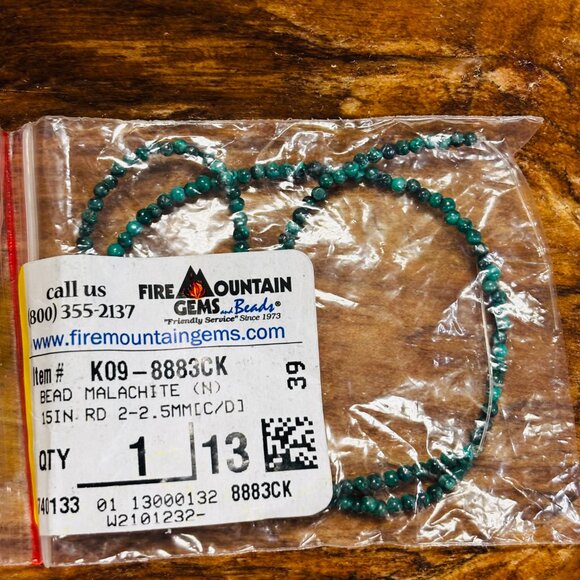 call us
(800) 355-2137
FIRE MOUNTAIN
GEMS and Beads®
"Friendly Service" Since 1973
www.firemountaingems.com
Item # K09-8883CK
BEAD MALACHITE (N)
15IN RD 2-2.5MM[C/D]
39
QTY 1 13
740133 01 13000132 8883CK
W2101232-